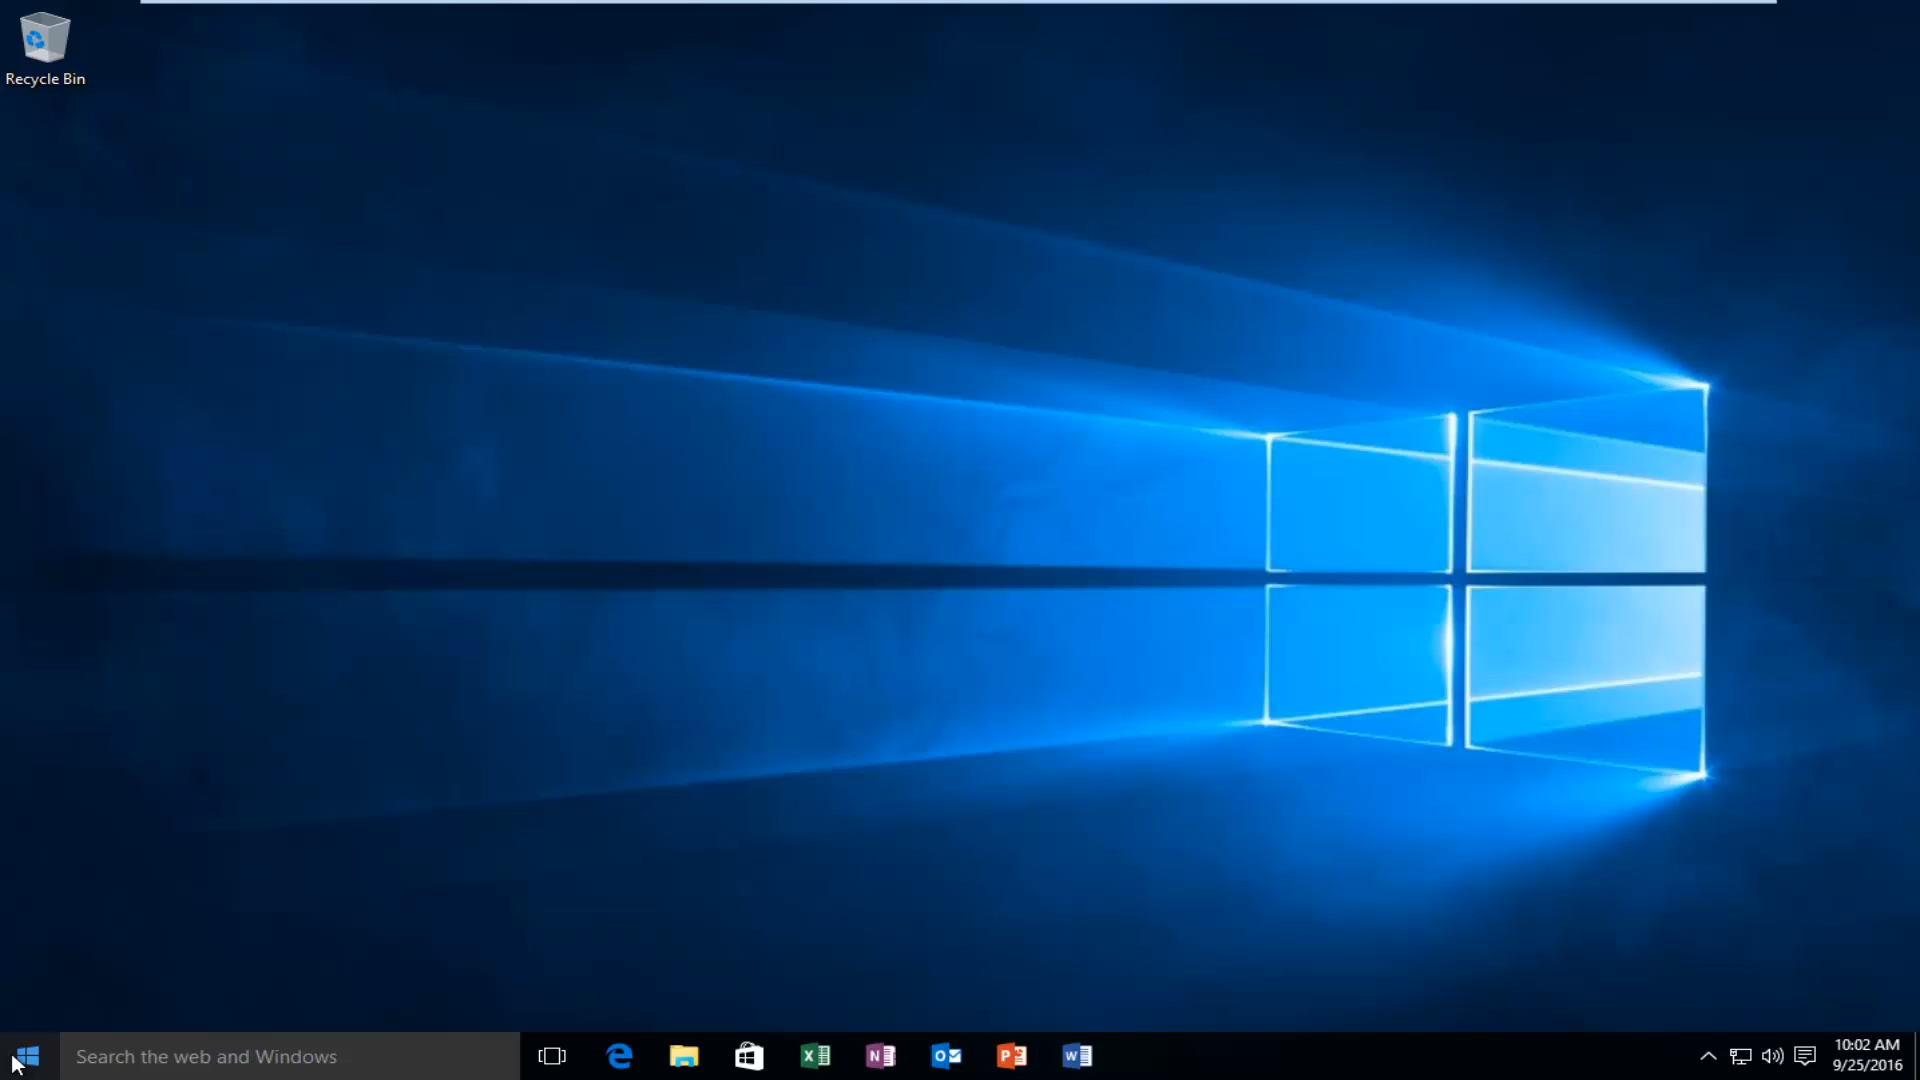 Recycle Bin
Search the web and Windows
X
N
O
P
W
10:02 AM
9/25/2016